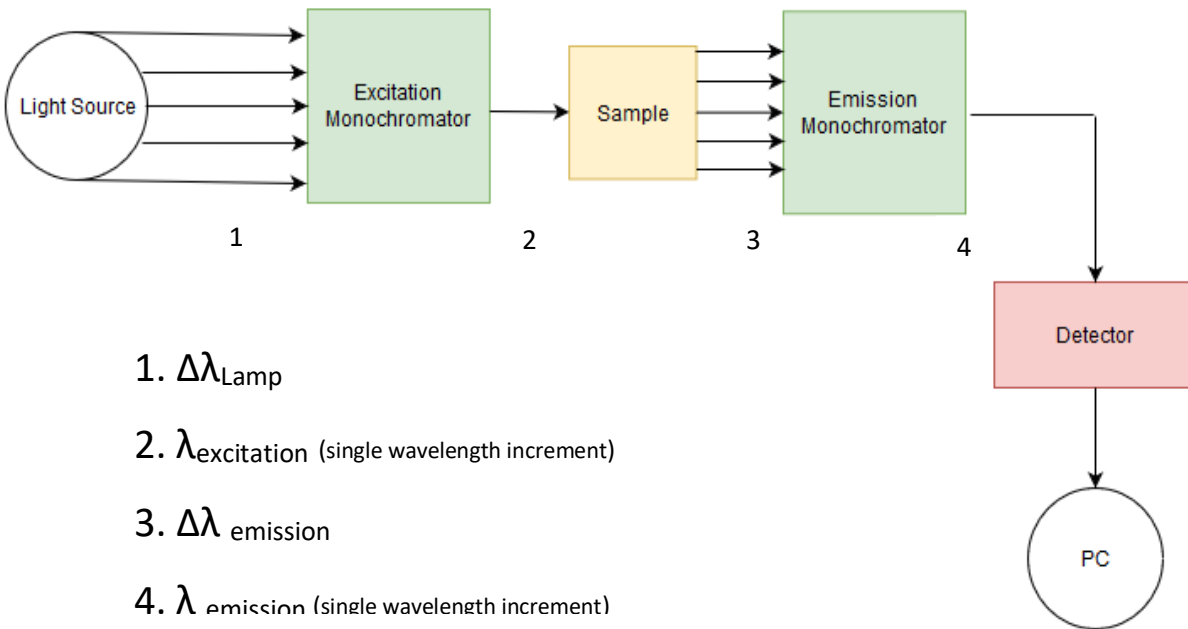 Light Source
Excitation
Monochromator
Sample
Emission
Monochromator
1
2
3
4
Detector
PC
1. ΔλLamp
2. λexcitation (single wavelength increment)
3. Δλ emission
4. λ emission (single wavelength increment)